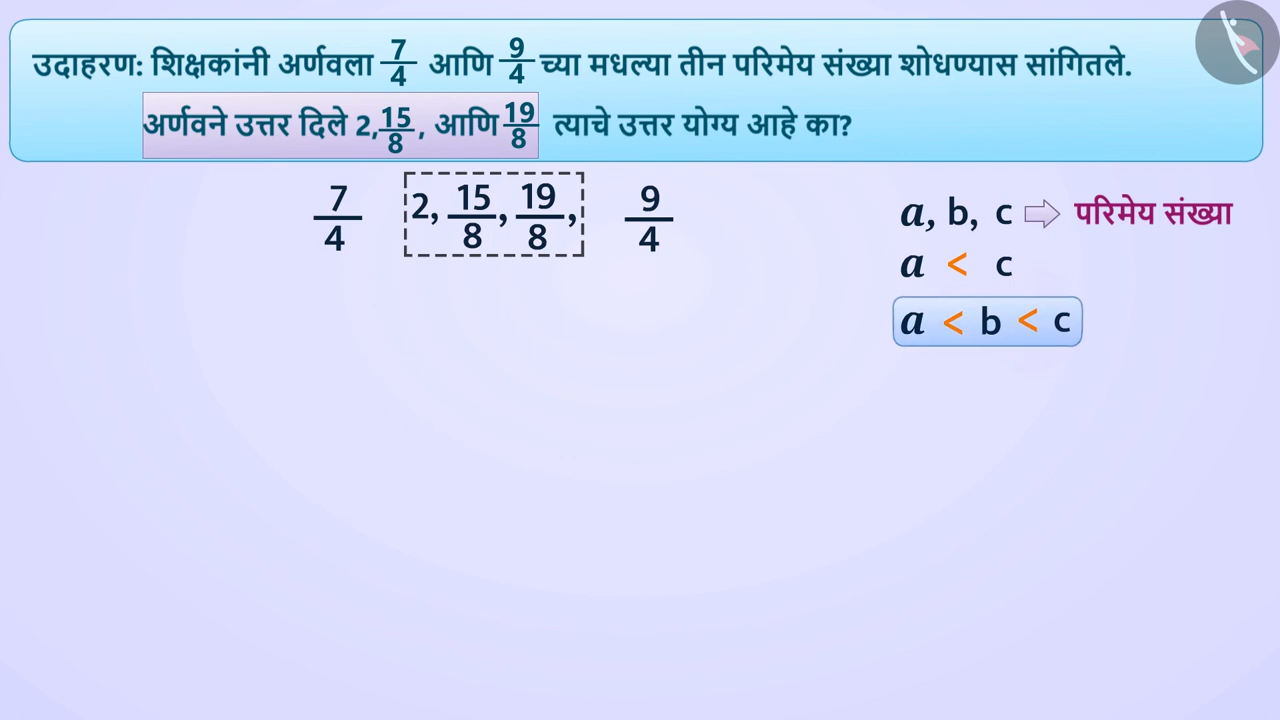 उदाहरण: शिक्षकांनी अर्णवला 7/4 आणि 9/4 च्या मधल्या तीन परिमेय संख्या शोधण्यास सांगितले.
अर्णवने उत्तर दिले 2, 15/8, आणि 19/8 त्याचे उत्तर योग्य आहे का?
7/4 2, 15/8, 19/8, 9/4
a, b, c ⇨ परिमेय संख्या
a < c
a < b < c